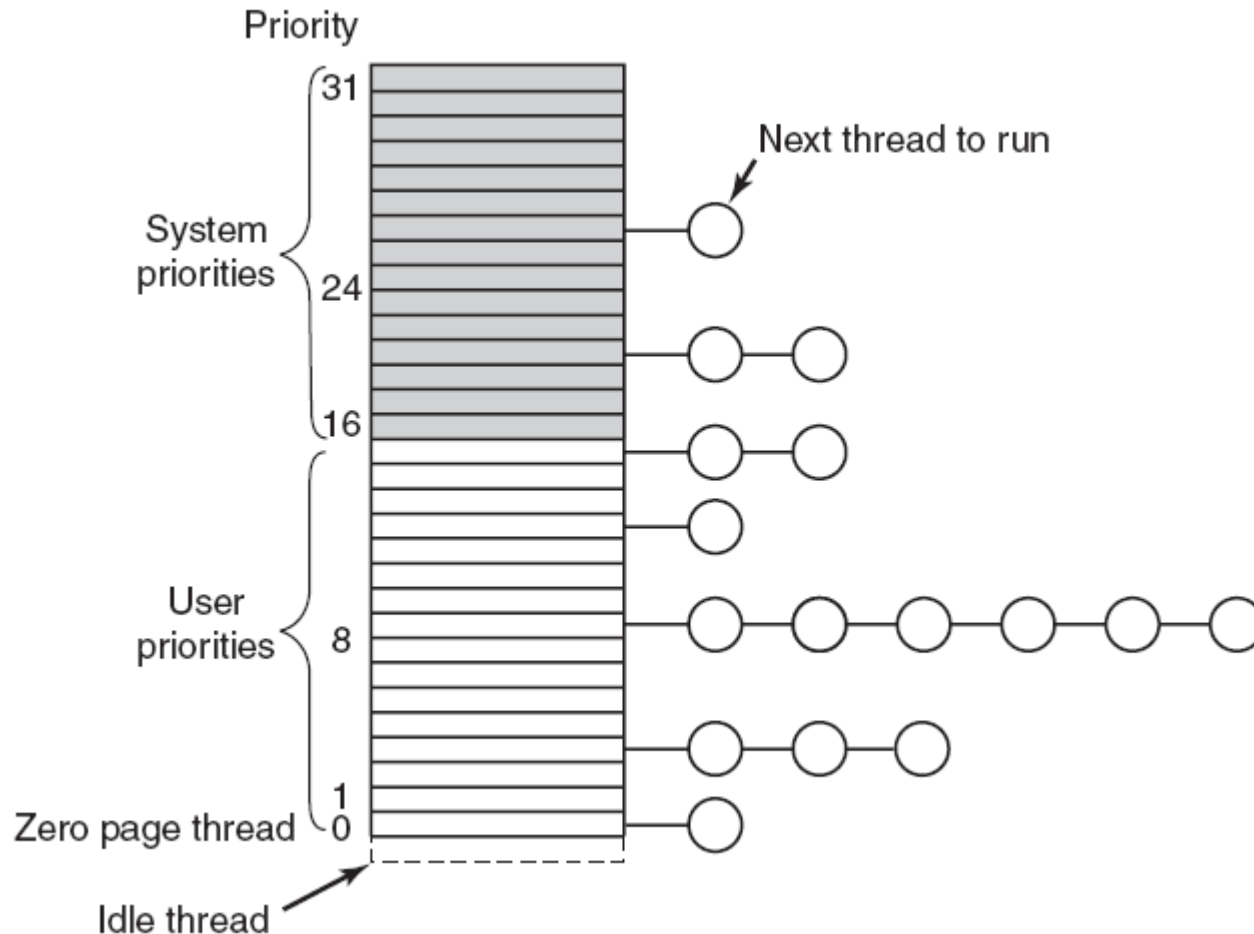 Priority
31
Next thread to run
System
priorities
24
16
User
priorities
8
1
Zero page thread
0
Idle thread